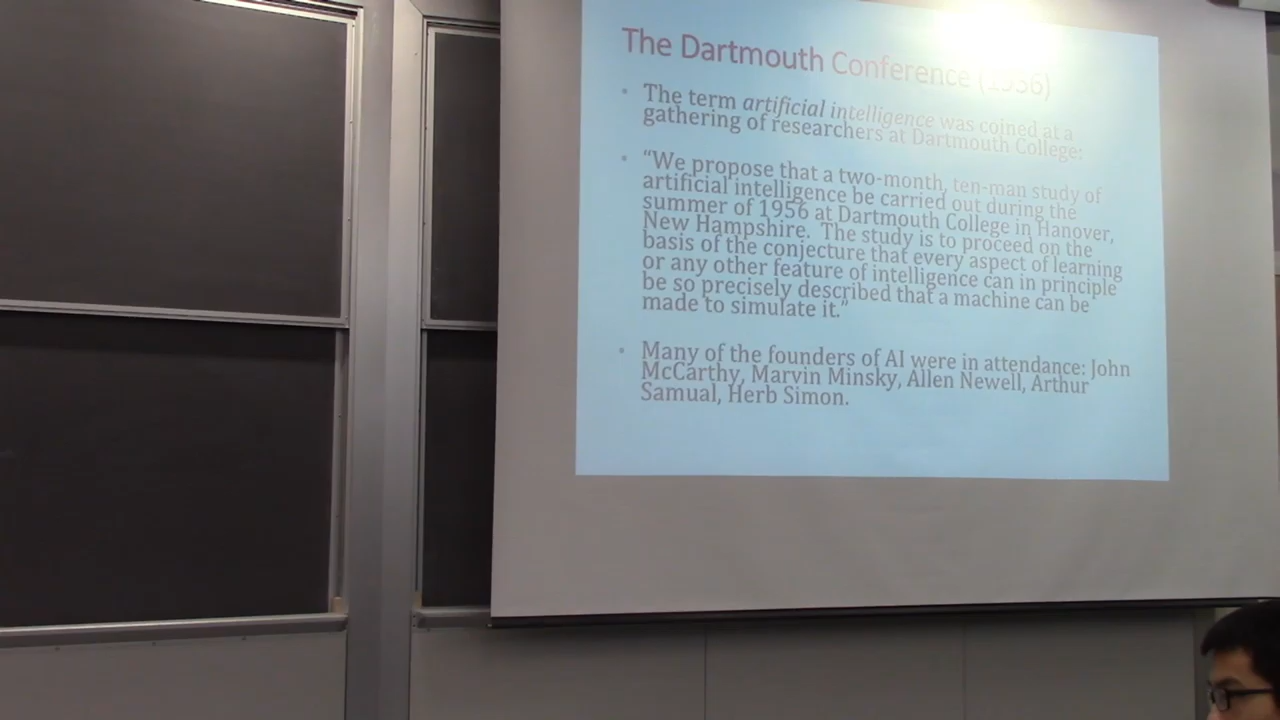 The Dartmouth Conference (1956)
• The term artificial intelligence was coined at a
gathering of researchers at Dartmouth College:
• “We propose that a two-month, ten-man study of
artificial intelligence be carried out during the
summer of 1956 at Dartmouth College in Hanover,
New Hampshire. The study is to proceed on the
basis of the conjecture that every aspect of learning
or any other feature of intelligence can in principle
be so precisely described that a machine can be
made to simulate it.”
• Many of the founders of AI were in attendance: John
McCarthy, Marvin Minsky, Allen Newell, Arthur
Samual, Herb Simon.